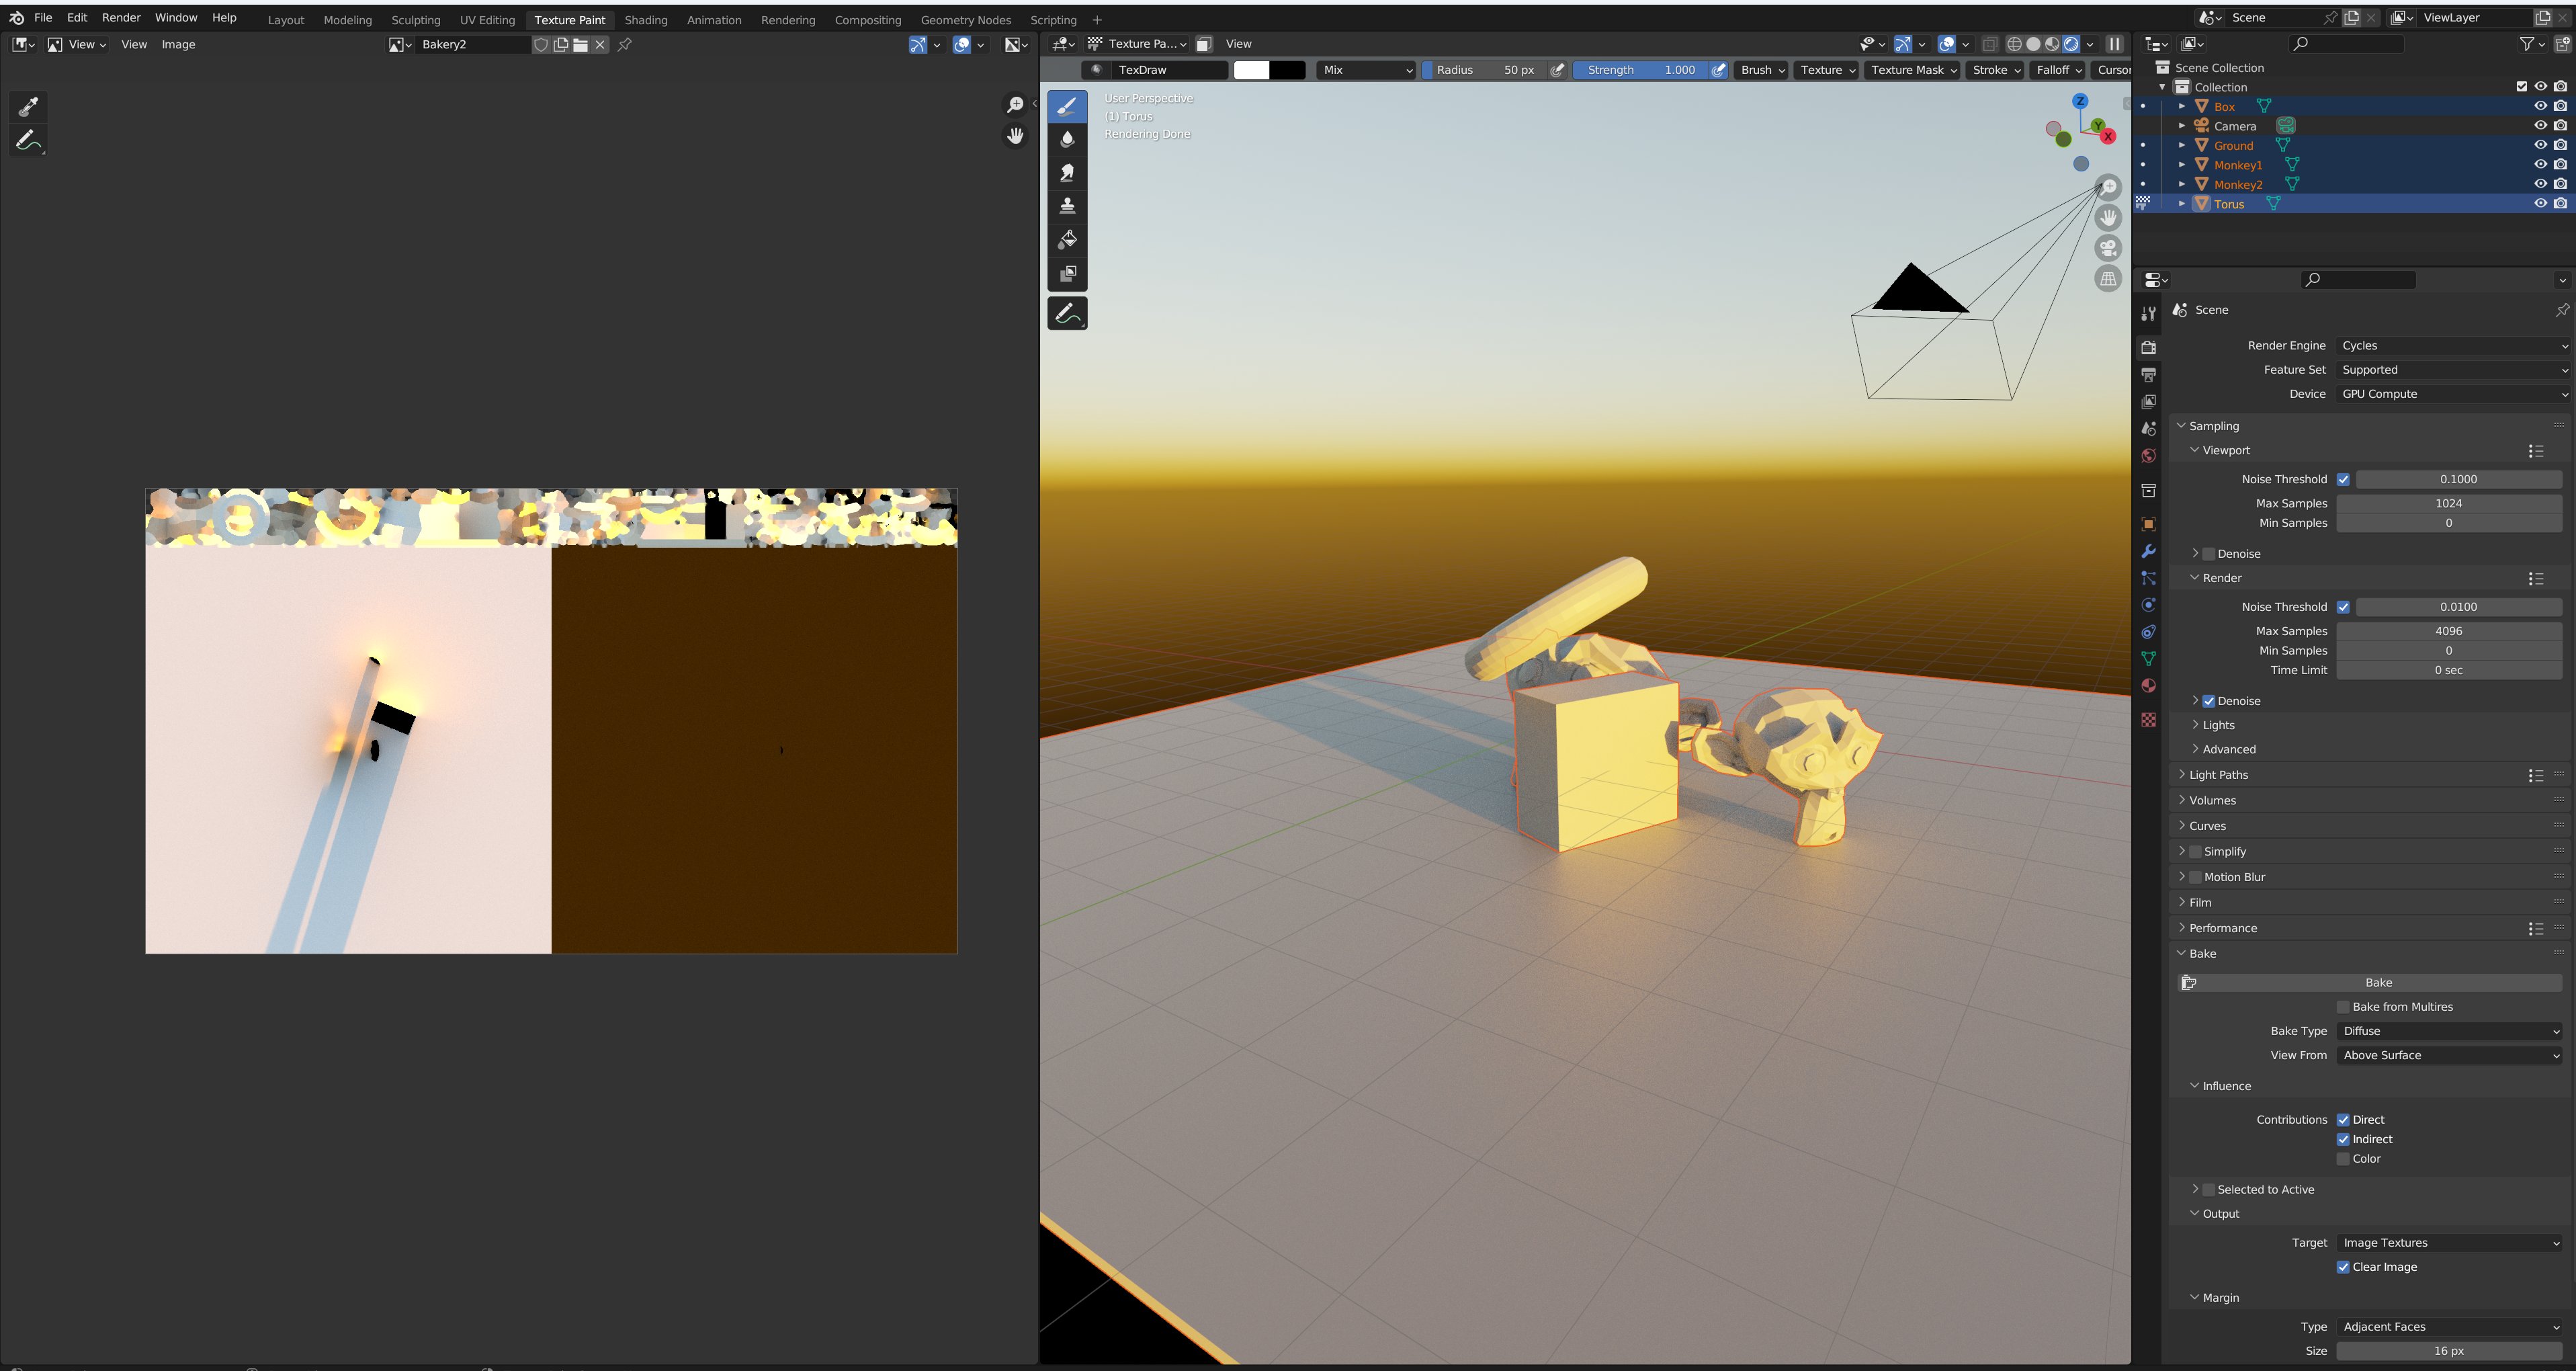 File Edit Render Window Help Layout Modeling Sculpting UV Editing Texture Paint Shading Animation Rendering Compositing Geometry Nodes Scripting + Scene ViewLayer
View View Image Bakery2 Texture Pa... View
TexDraw Mix Radius 50 px Strength 1.000 Brush Texture Texture Mask Stroke Falloff Cursor
User Perspective
(1) Torus
Rendering Done
Z
Y
X
Scene Collection
Collection
Box
Camera
Ground
Monkey1
Monkey2
Torus
Scene
Render Engine Cycles
Feature Set Supported
Device GPU Compute
Sampling
Viewport
Noise Threshold 0.1000
Max Samples 1024
Min Samples 0
Denoise
Render
Noise Threshold 0.0100
Max Samples 4096
Min Samples 0
Time Limit 0 sec
Denoise
Lights
Advanced
Light Paths
Volumes
Curves
Simplify
Motion Blur
Film
Performance
Bake
Bake
Bake from Multires
Bake Type Diffuse
View From Above Surface
Influence
Contributions Direct
Indirect
Color
Selected to Active
Output
Target Image Textures
Clear Image
Margin
Type Adjacent Faces
Size 16 px